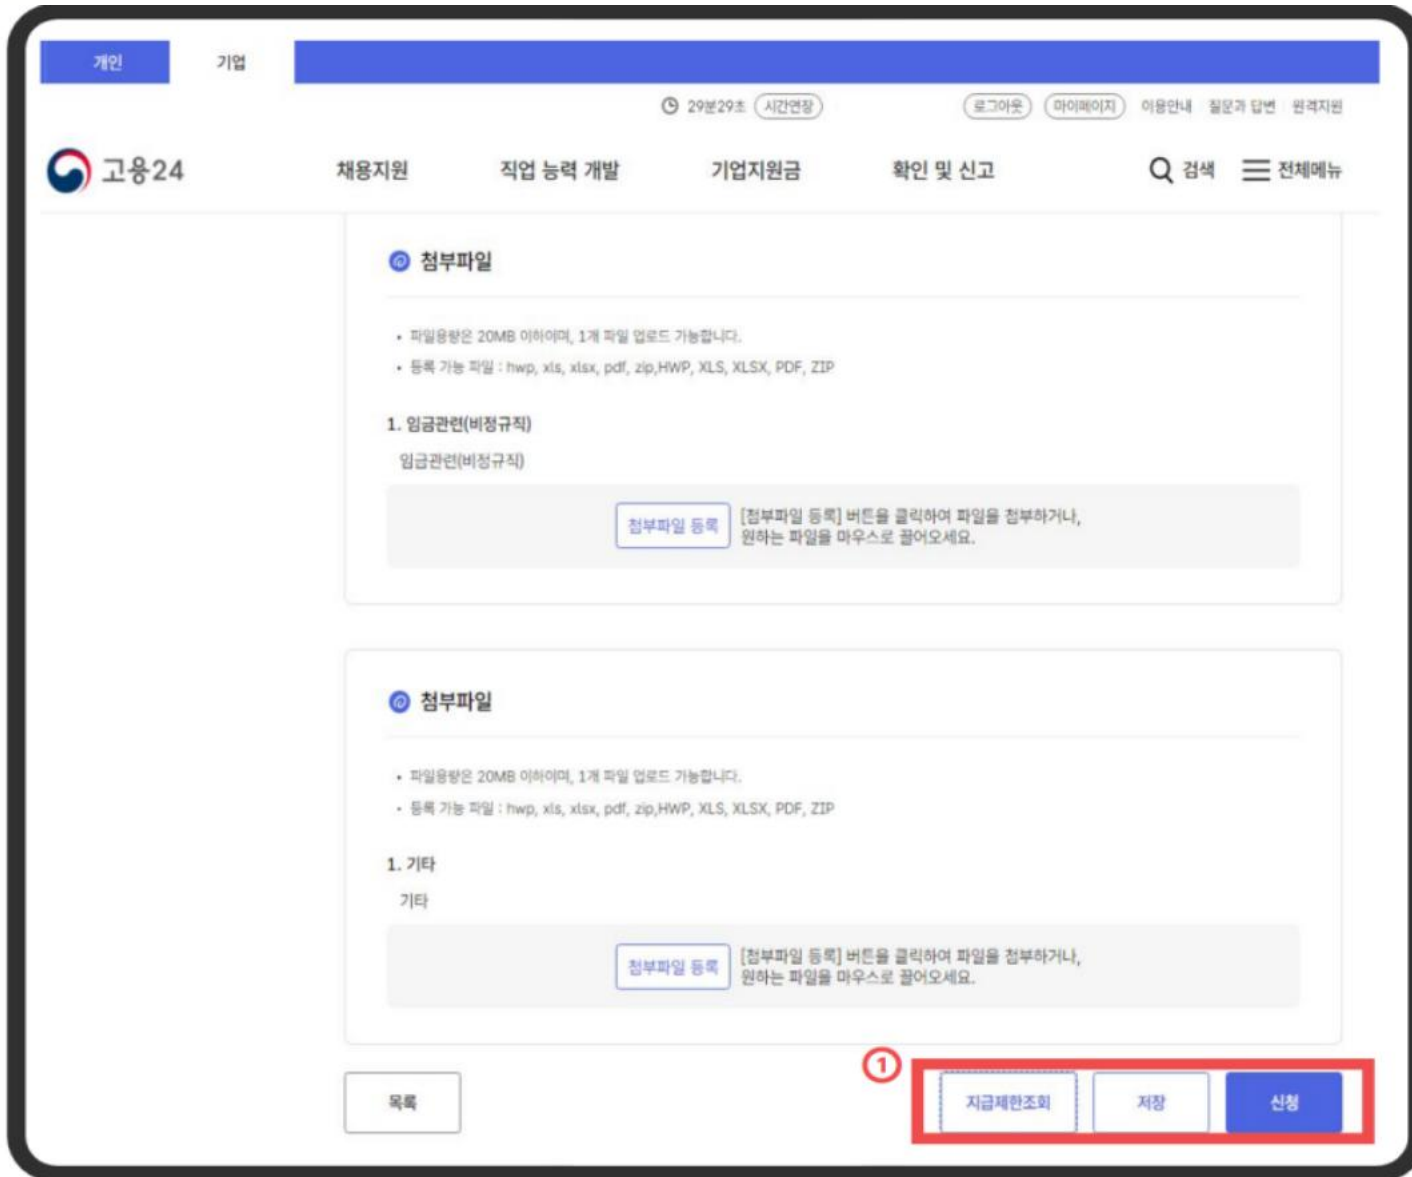 개인 기업
29분29초 시간연장 로그아웃 마이페이지 이용안내 질문과 답변 원격지원
고용24 채용지원 직업 능력 개발 기업지원금 확인 및 신고 검색 전체메뉴
첨부파일
• 파일용량은 20MB 이하이며, 1개 파일 업로드 가능합니다.
• 등록 가능 파일 : hwp, xls, xlsx, pdf, zip,HWP, XLS, XLSX, PDF, ZIP
1. 임금관련(비정규직)
임금관련(비정규직)
첨부파일 등록 [첨부파일 등록] 버튼을 클릭하여 파일을 첨부하거나,
원하는 파일을 마우스로 끌어오세요.
첨부파일
• 파일용량은 20MB 이하이며, 1개 파일 업로드 가능합니다.
• 등록 가능 파일 : hwp, xls, xlsx, pdf, zip,HWP, XLS, XLSX, PDF, ZIP
1. 기타
기타
첨부파일 등록 [첨부파일 등록] 버튼을 클릭하여 파일을 첨부하거나,
원하는 파일을 마우스로 끌어오세요.
①
목록 지급제한조회 저장 신청